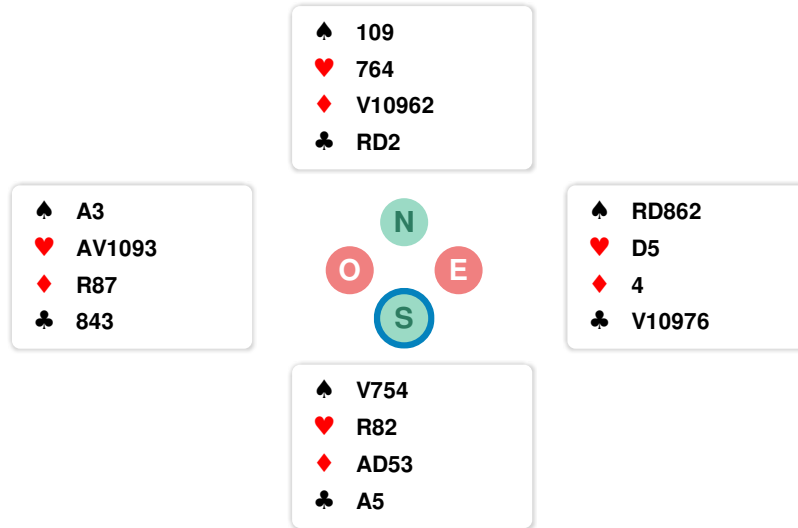 ♠ 109
♥ 764
♦ V10962
♣ RD2
♠ A3
♥ AV1093
♦ R87
♣ 843
N
O E
S
♠ RD862
♥ D5
♦ 4
♣ V10976
♠ V754
♥ R82
♦ AD53
♣ A5